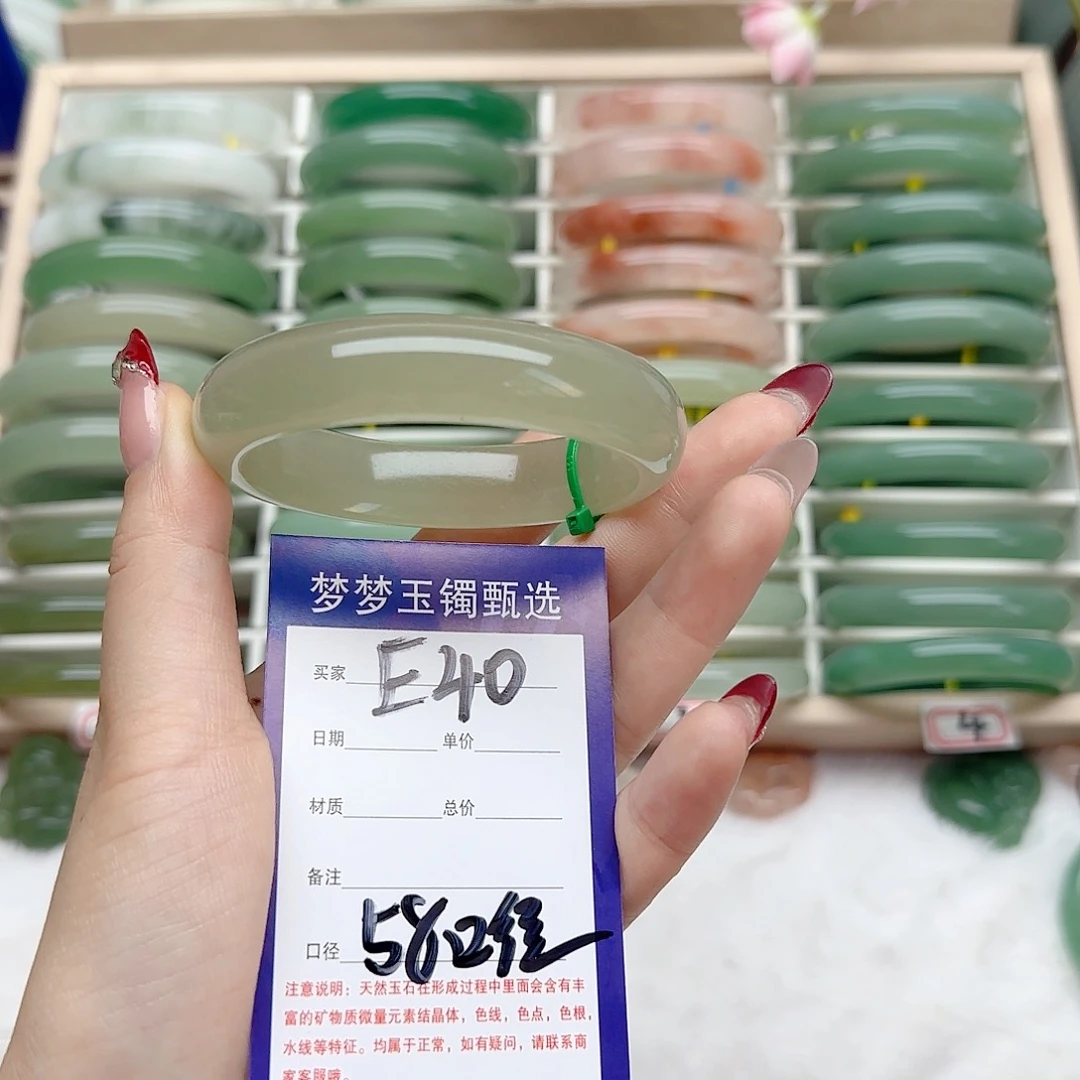 梦梦玉镯甄选
买家 E40
日期 单价
材质 总价
备注
口径 58口径
注意说明：天然玉石在形成过程中里面会含有丰
富的矿物质微量元素结晶体，色线，色点，色根，
水线等特征。均属于正常，如有疑问，请联系商
家客服哦。
4